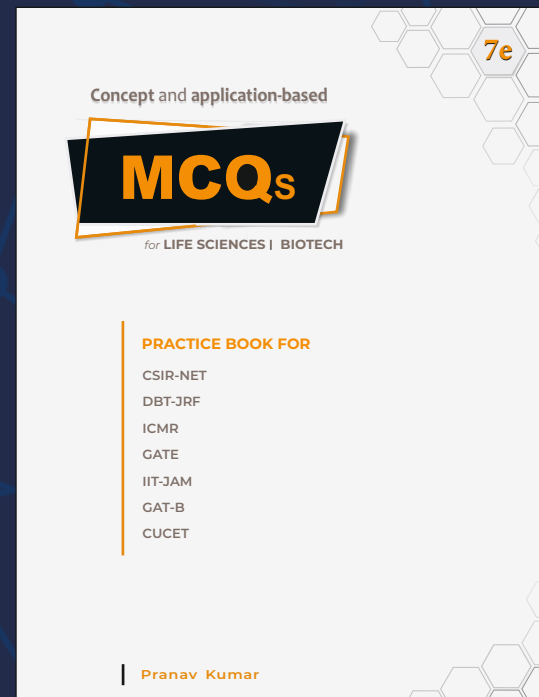 7e
Concept and application-based
MCQs
for LIFE SCIENCES | BIOTECH
PRACTICE BOOK FOR
CSIR-NET
DBT-JRF
ICMR
GATE
IIT-JAM
GAT-B
CUCET
Pranav Kumar